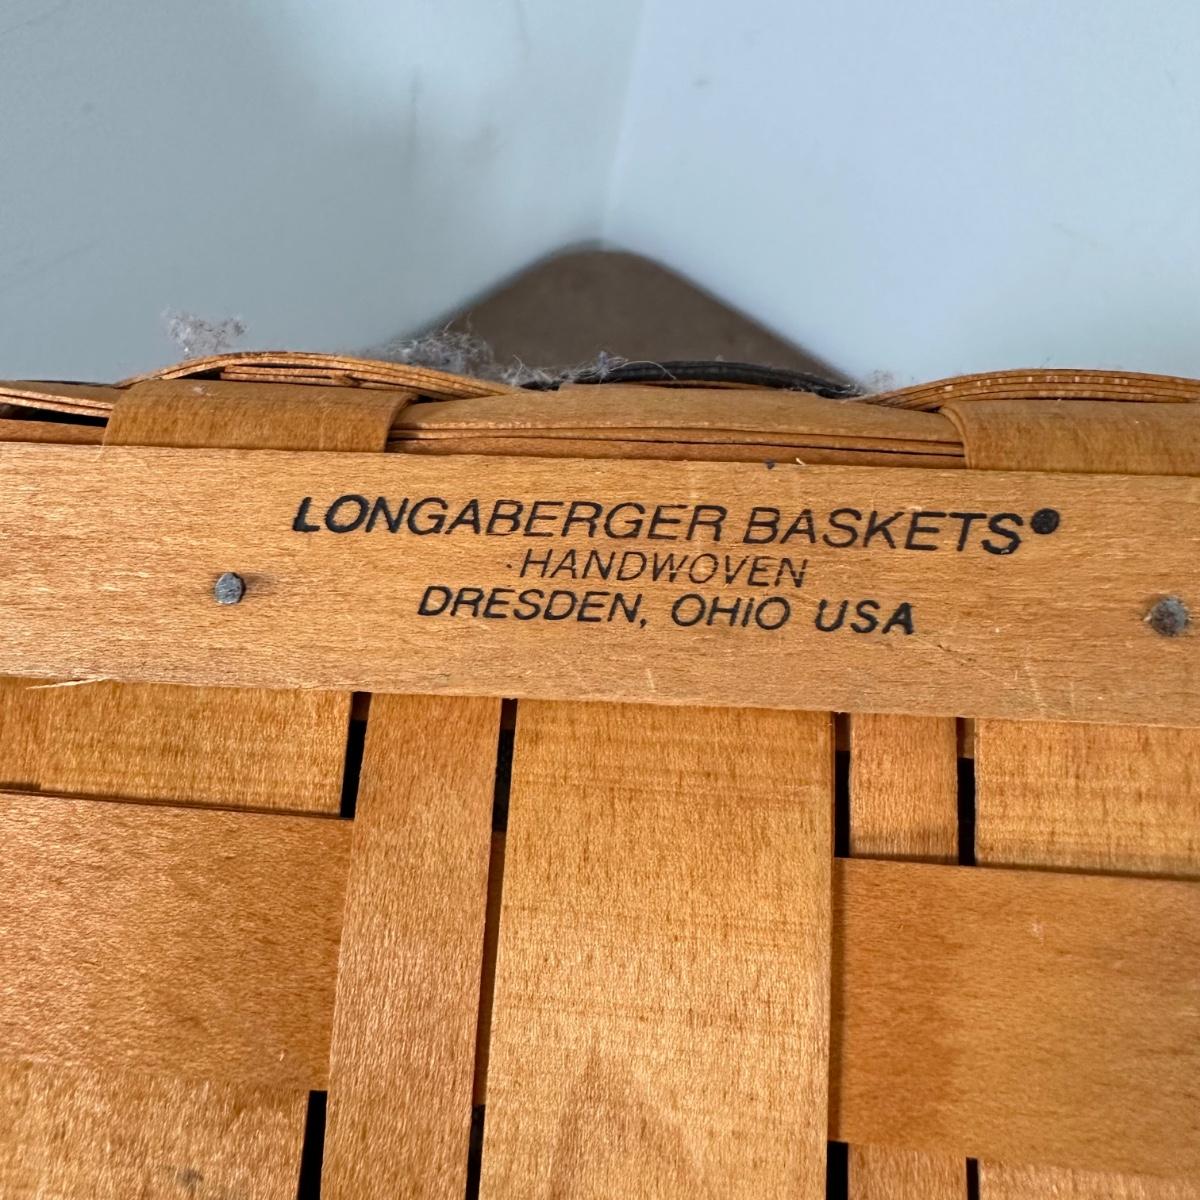 LONGABERGER BASKETS®
HANDWOVEN
DRESDEN, OHIO USA